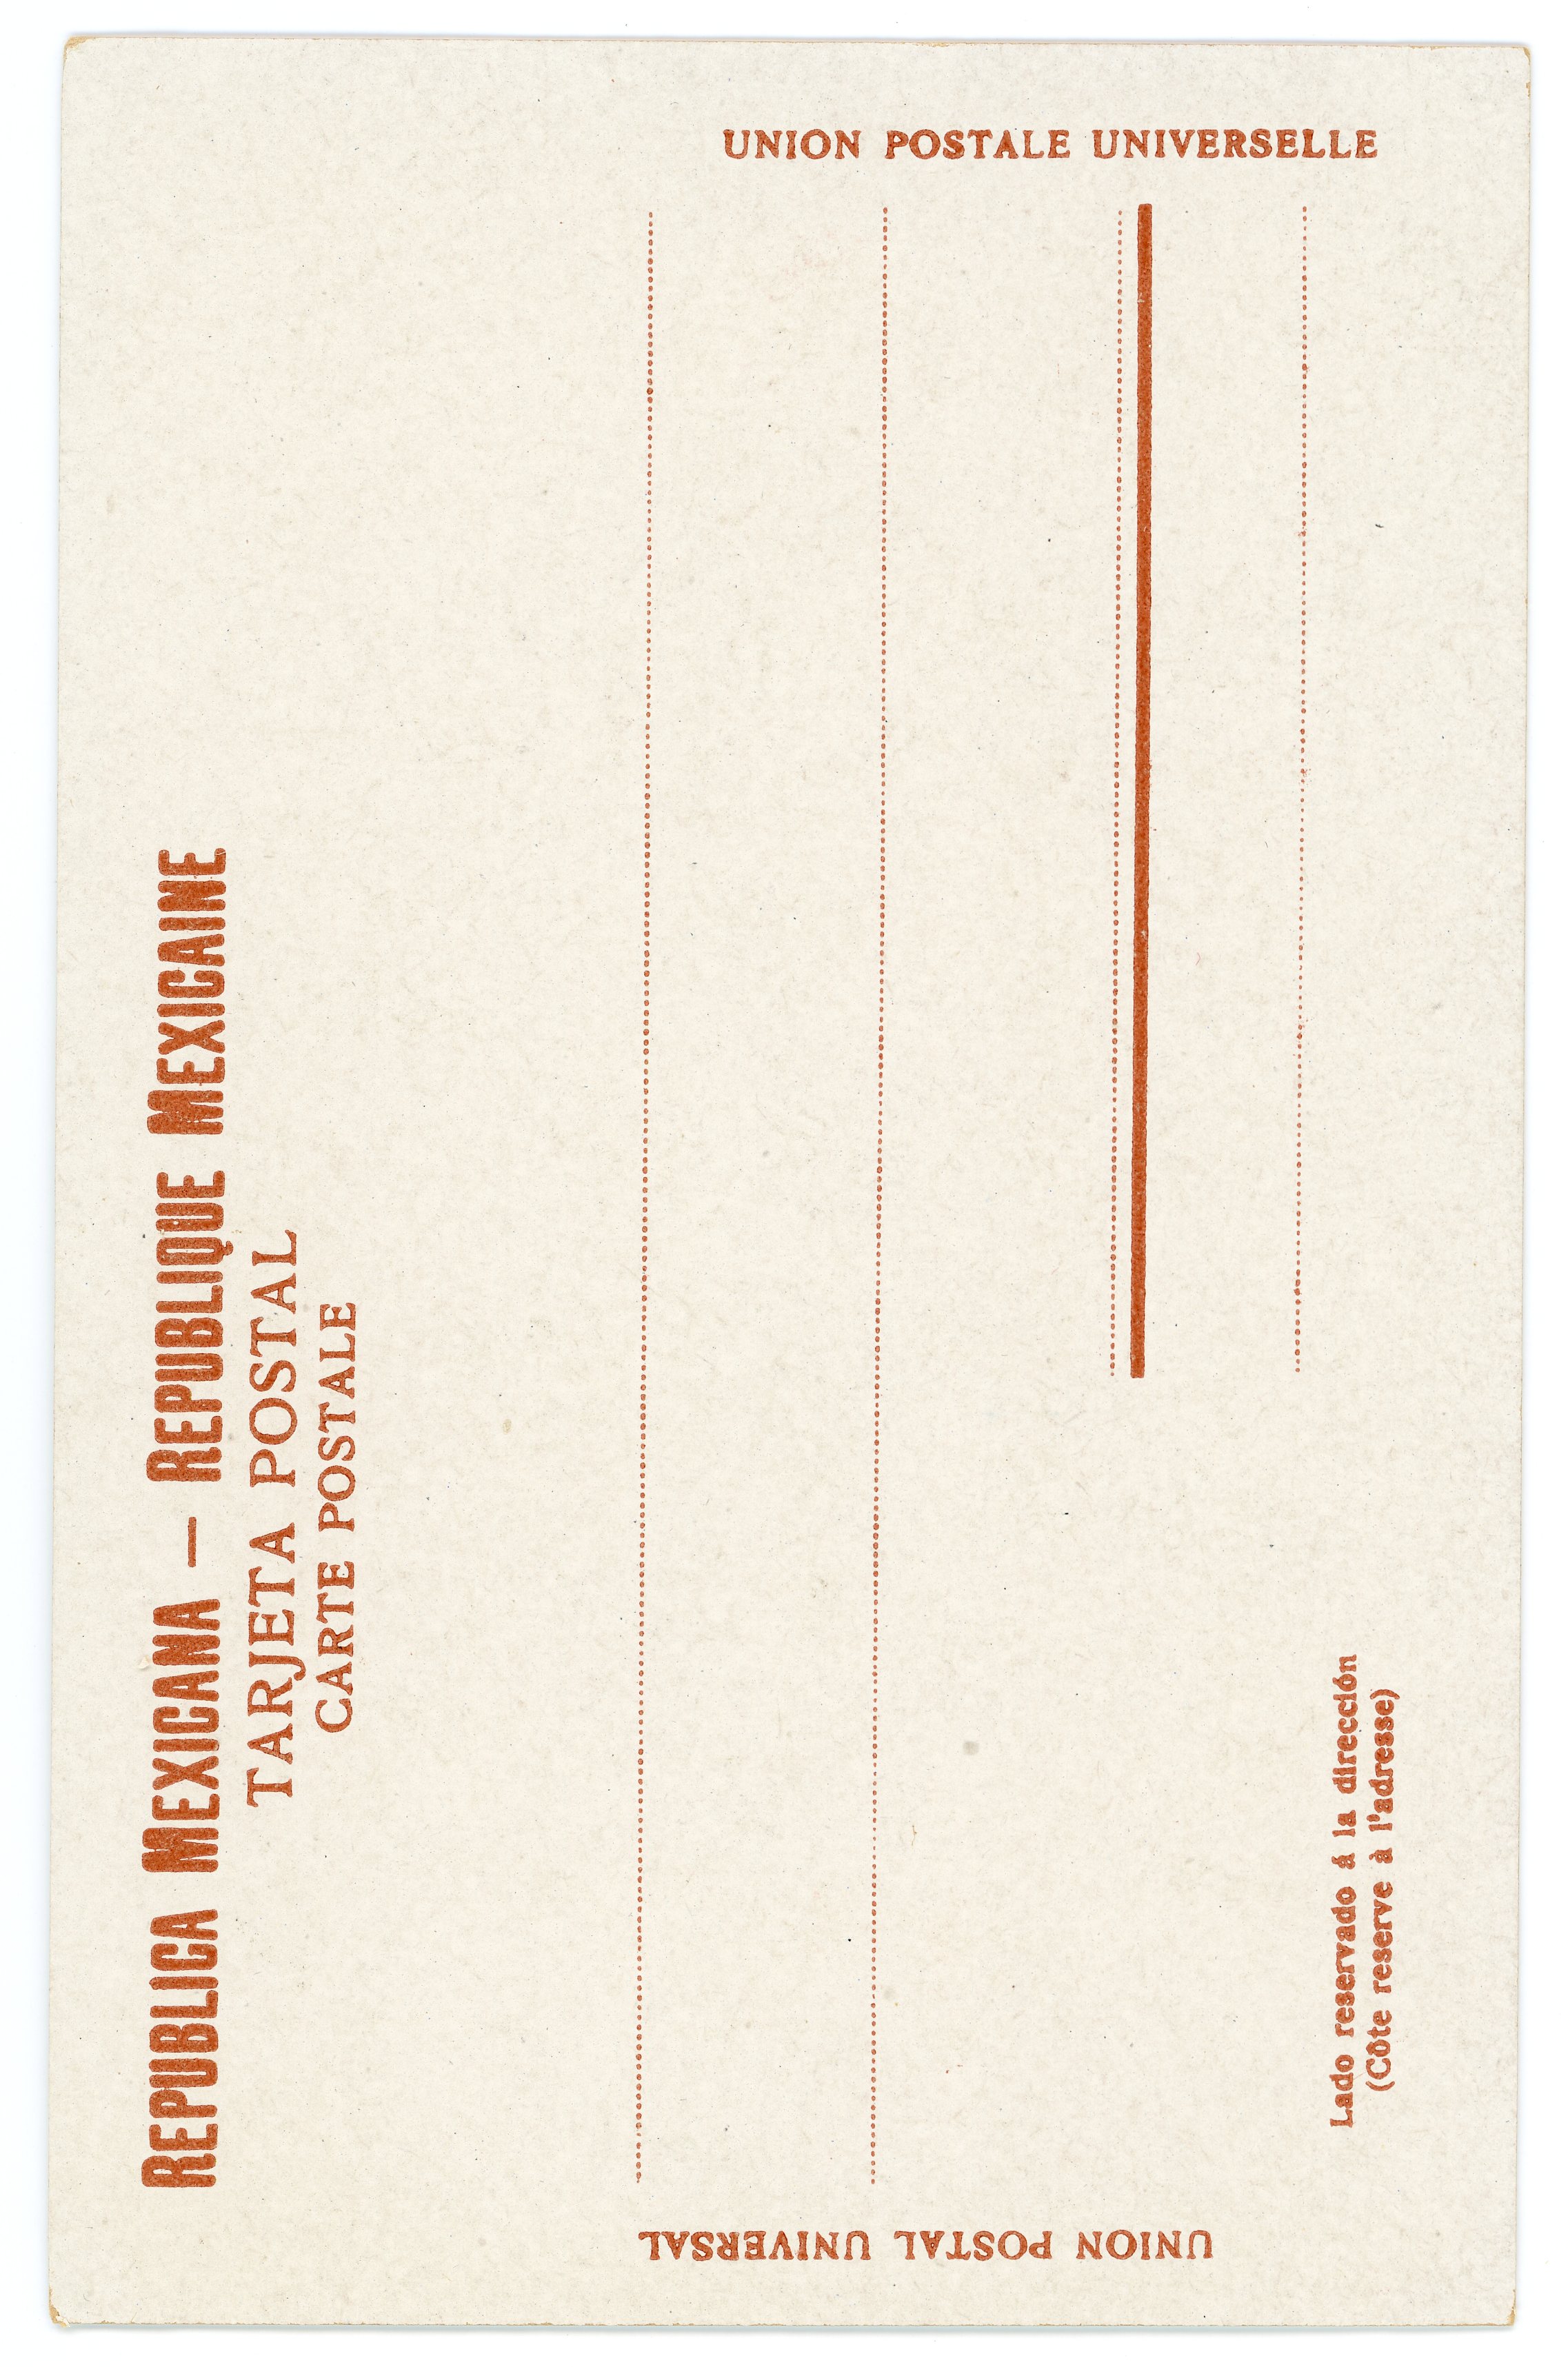 REPUBLICA MEXICANA — REPUBLIQUE MEXICAINE
TARJETA POSTAL
CARTE POSTALE
UNION POSTAL UNIVERSAL
UNION POSTALE UNIVERSELLE
Lado reservado á la dirección
(Côte reserve à l'adresse)